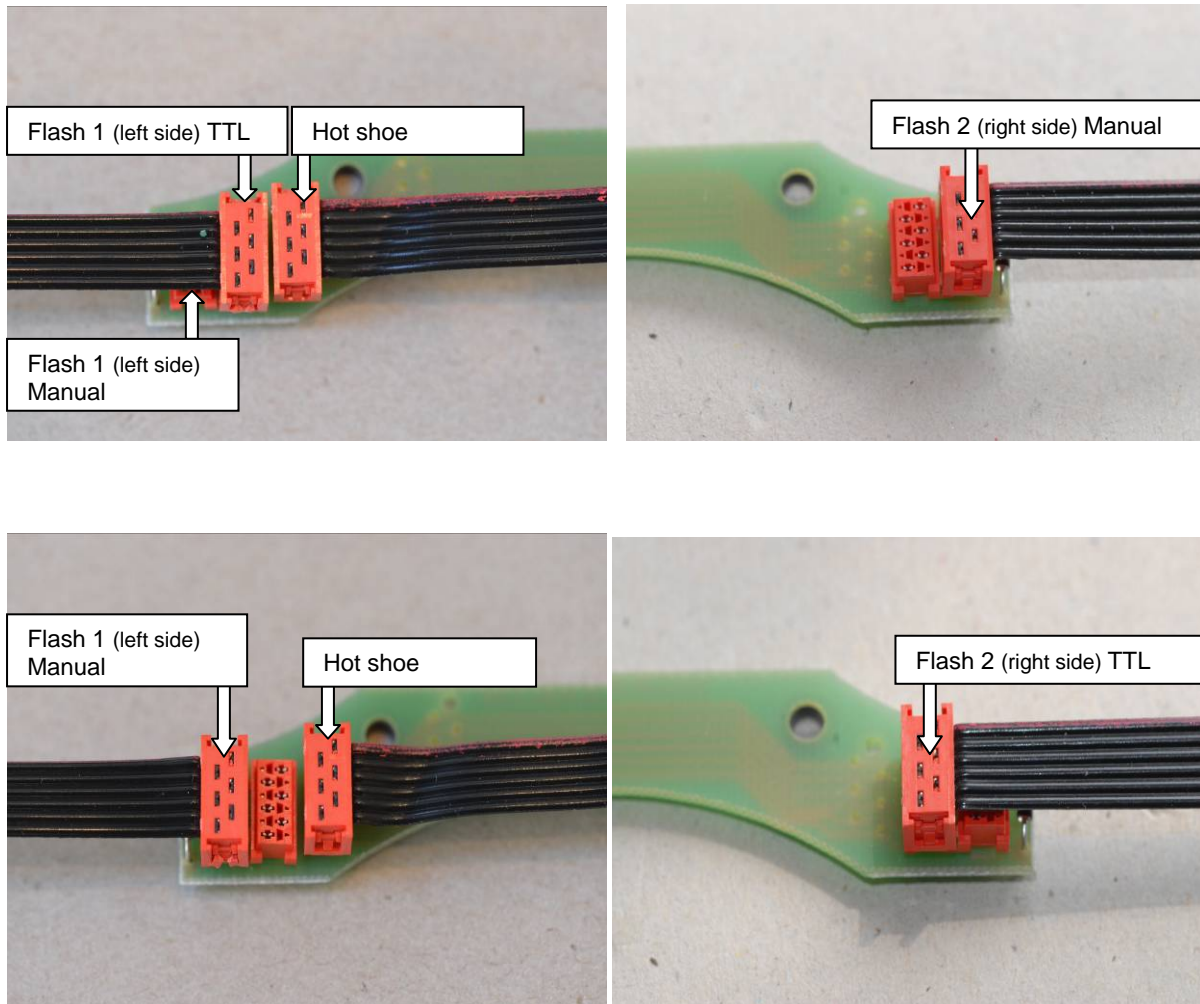 Flash 1 (left side) TTL
Hot shoe
Flash 1 (left side)
Manual
Flash 2 (right side) Manual
Flash 1 (left side)
Manual
Hot shoe
Flash 2 (right side) TTL